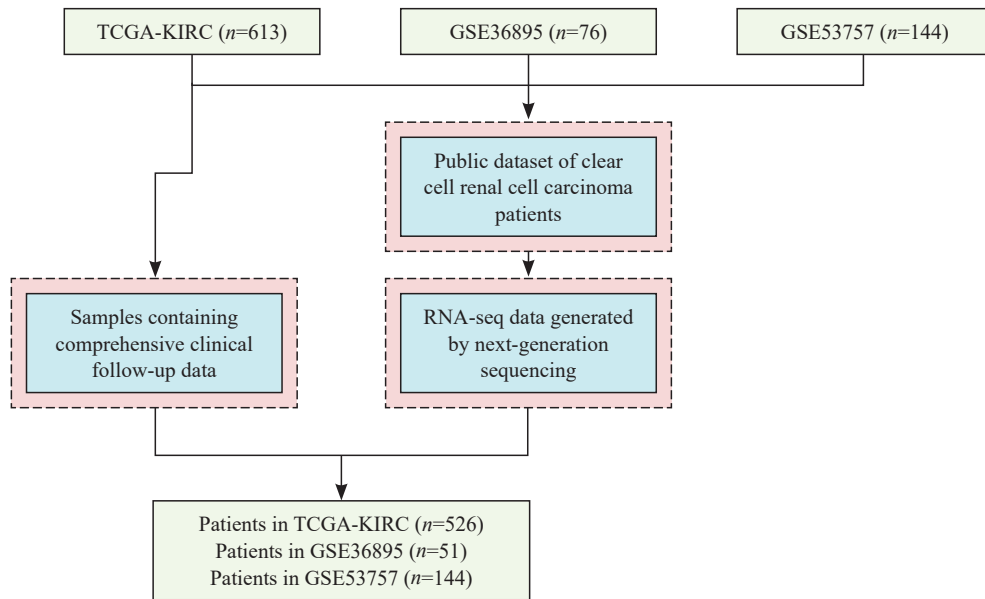 TCGA-KIRC (n=613)
GSE36895 (n=76)
GSE53757 (n=144)
Public dataset of clear
cell renal cell carcinoma
patients
Samples containing
comprehensive clinical
follow-up data
RNA-seq data generated
by next-generation
sequencing
Patients in TCGA-KIRC (n=526)
Patients in GSE36895 (n=51)
Patients in GSE53757 (n=144)